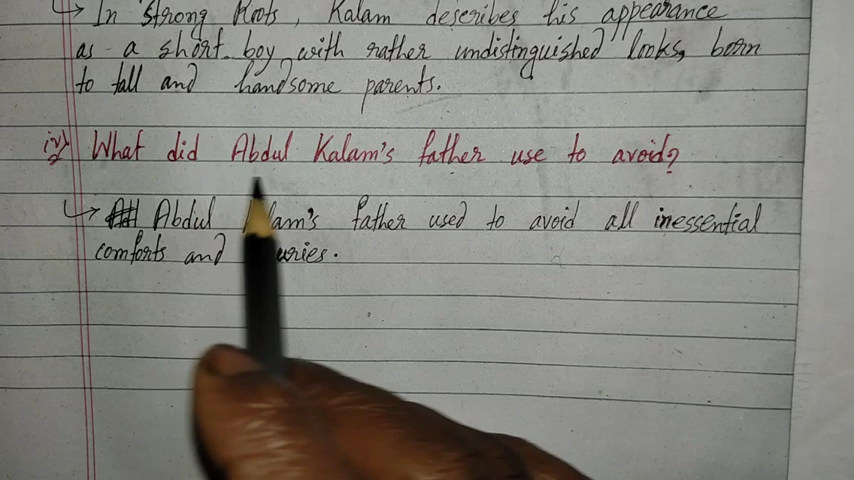 ↳ In Strong Roots, Kalam describes his appearance
as a short boy with rather undistinguished looks, born
to tall and handsome parents.
iv) What did Abdul Kalam's father use to avoid?
↳ Abdul lam's father used to avoid all inessential
comforts and uries.